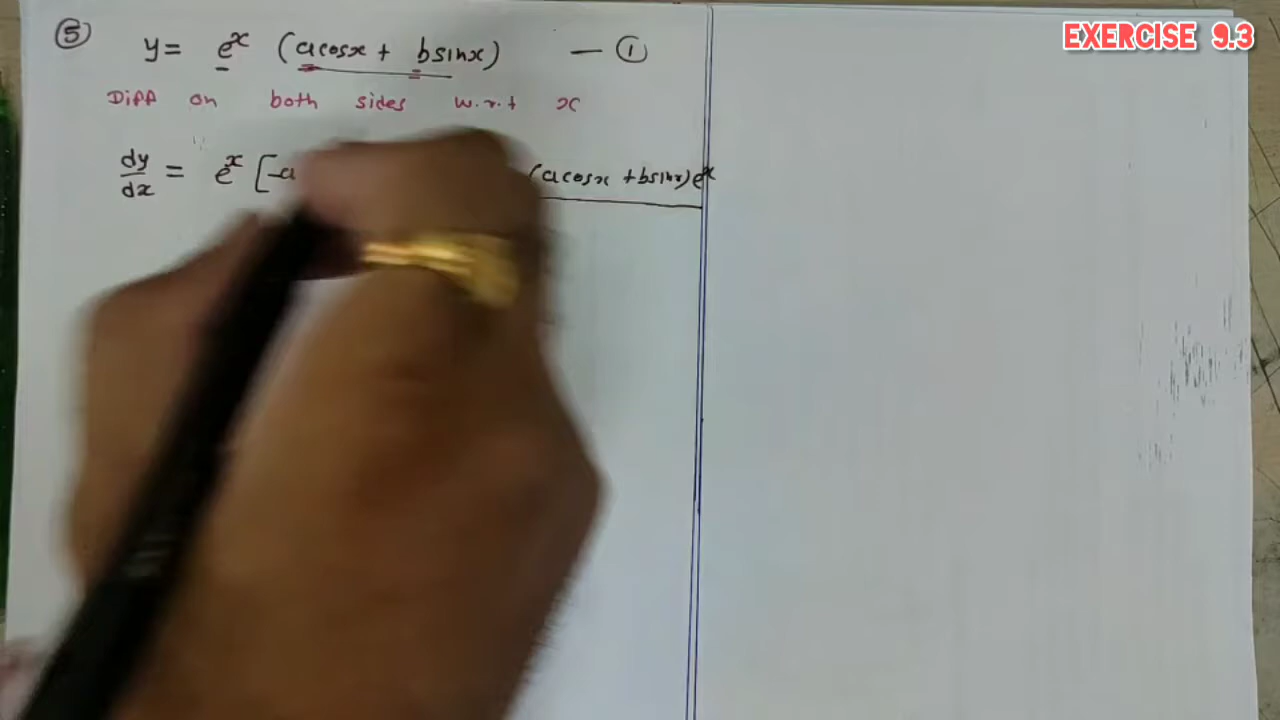 EXERCISE 9.3
⑤ y = e^x (acosx + bsinx) — ①
Diff on both sides w.r.t x
dy/dx = e^x [-a (acosx + bsinx)e^x